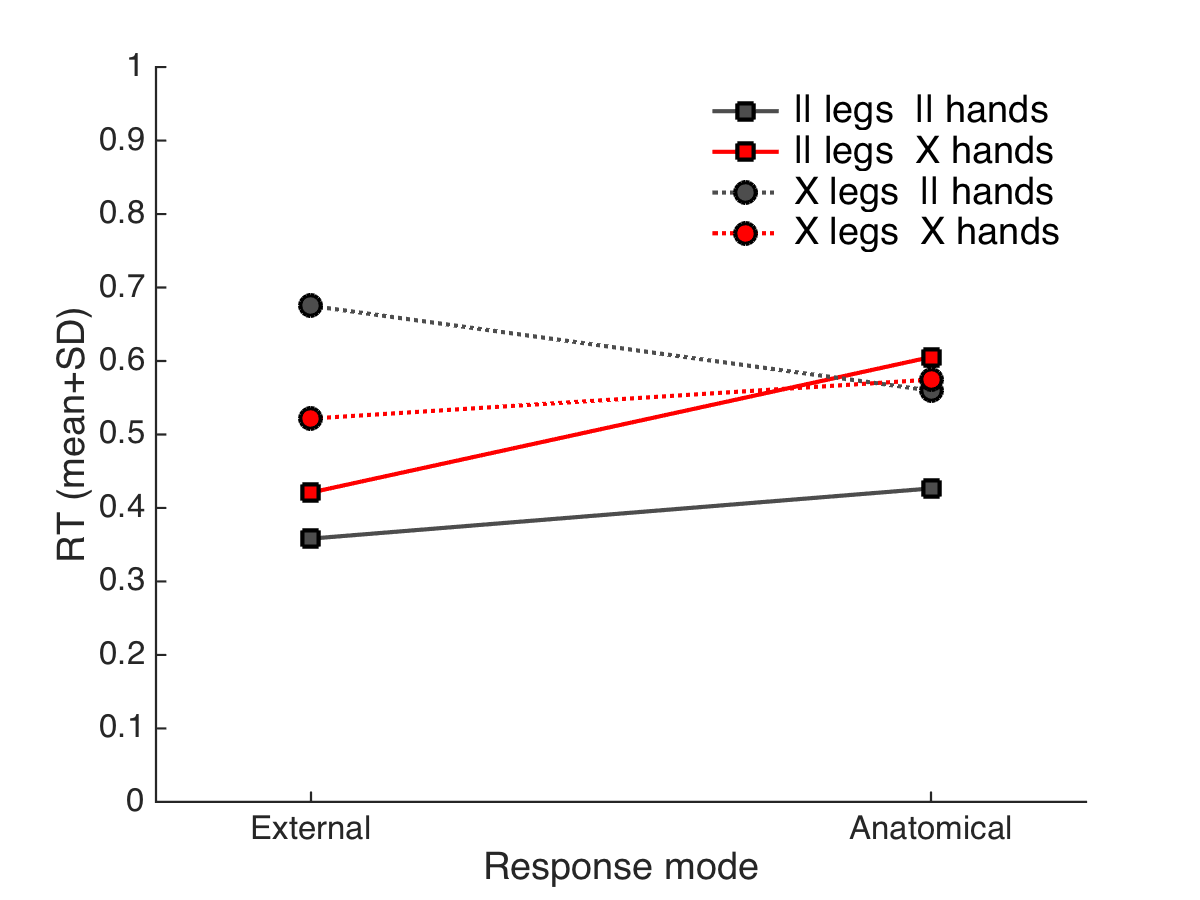 1
0.9
0.8
0.7
0.6
0.5
0.4
0.3
0.2
0.1
0
RT (mean+SD)
ll legs  ll hands
ll legs  X hands
X legs  ll hands
X legs  X hands
External
Anatomical
Response mode